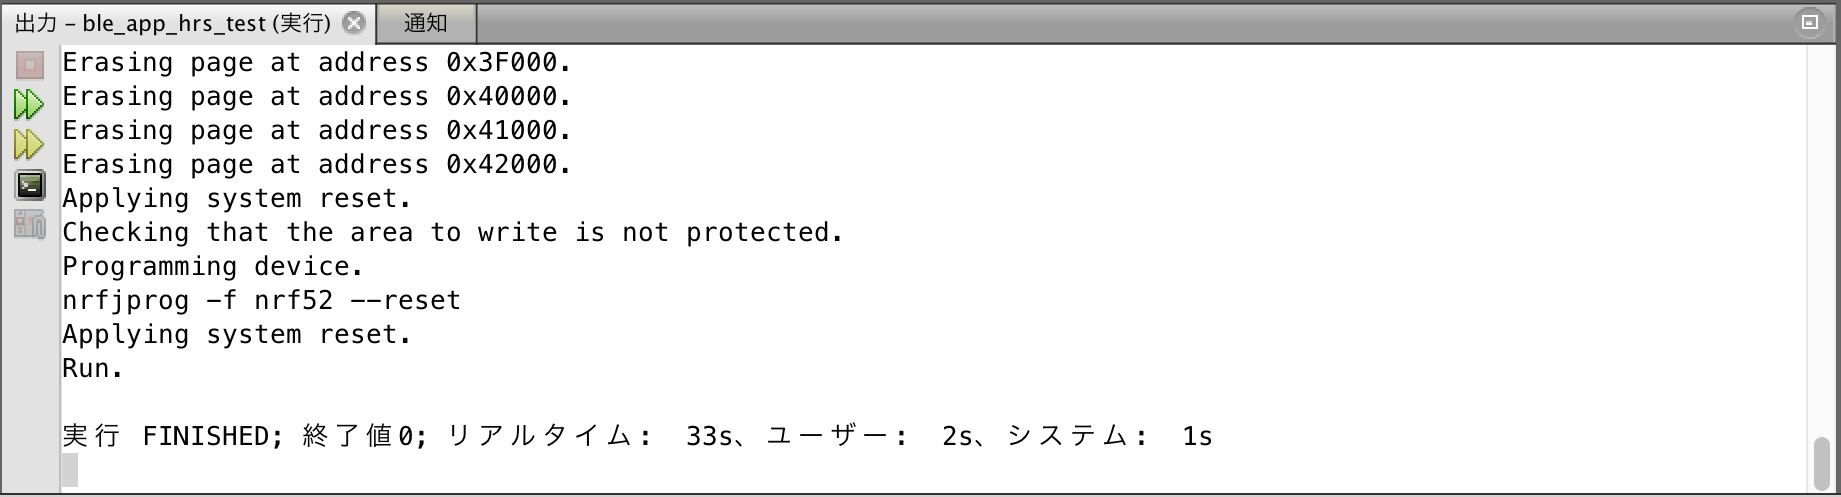 出力 – ble_app_hrs_test (実行) 通知
Erasing page at address 0x3F000.
Erasing page at address 0x40000.
Erasing page at address 0x41000.
Erasing page at address 0x42000.
Applying system reset.
Checking that the area to write is not protected.
Programming device.
nrfjprog -f nrf52 --reset
Applying system reset.
Run.
実行 FINISHED; 終了値0; リアルタイム: 33s、ユーザー: 2s、システム: 1s